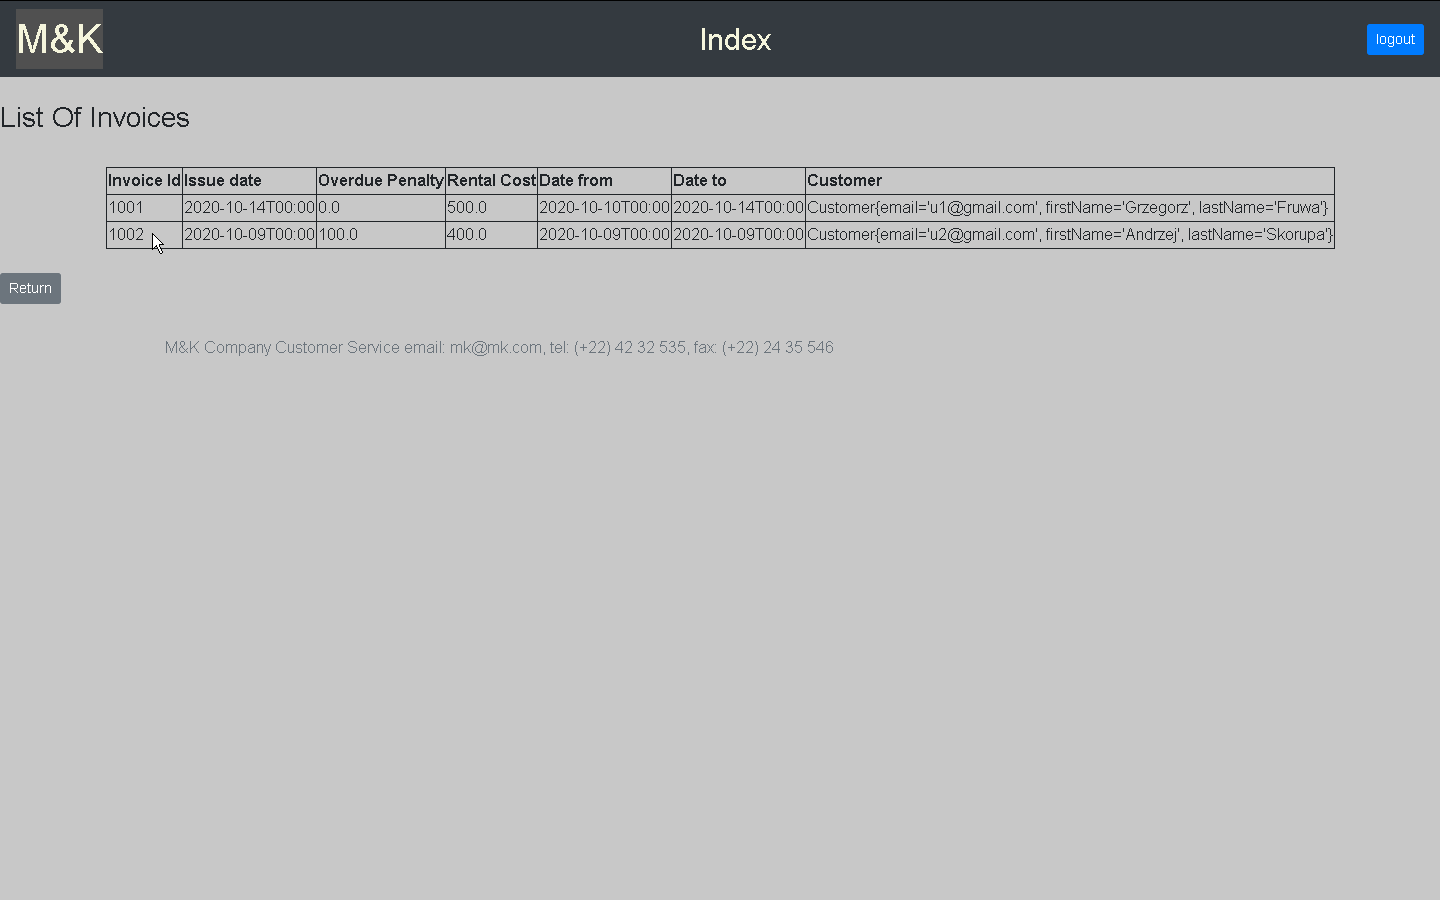 M&K Index logout
List Of Invoices
Invoice Id Issue date Overdue Penalty Rental Cost Date from Date to Customer
1001 2020-10-14T00:00 0.0 500.0 2020-10-10T00:00 2020-10-14T00:00 Customer{email='u1@gmail.com', firstName='Grzegorz', lastName='Fruwa'}
1002 2020-10-09T00:00 100.0 400.0 2020-10-09T00:00 2020-10-09T00:00 Customer{email='u2@gmail.com', firstName='Andrzej', lastName='Skorupa'}
Return
M&K Company Customer Service email: mk@mk.com, tel: (+22) 42 32 535, fax: (+22) 24 35 546